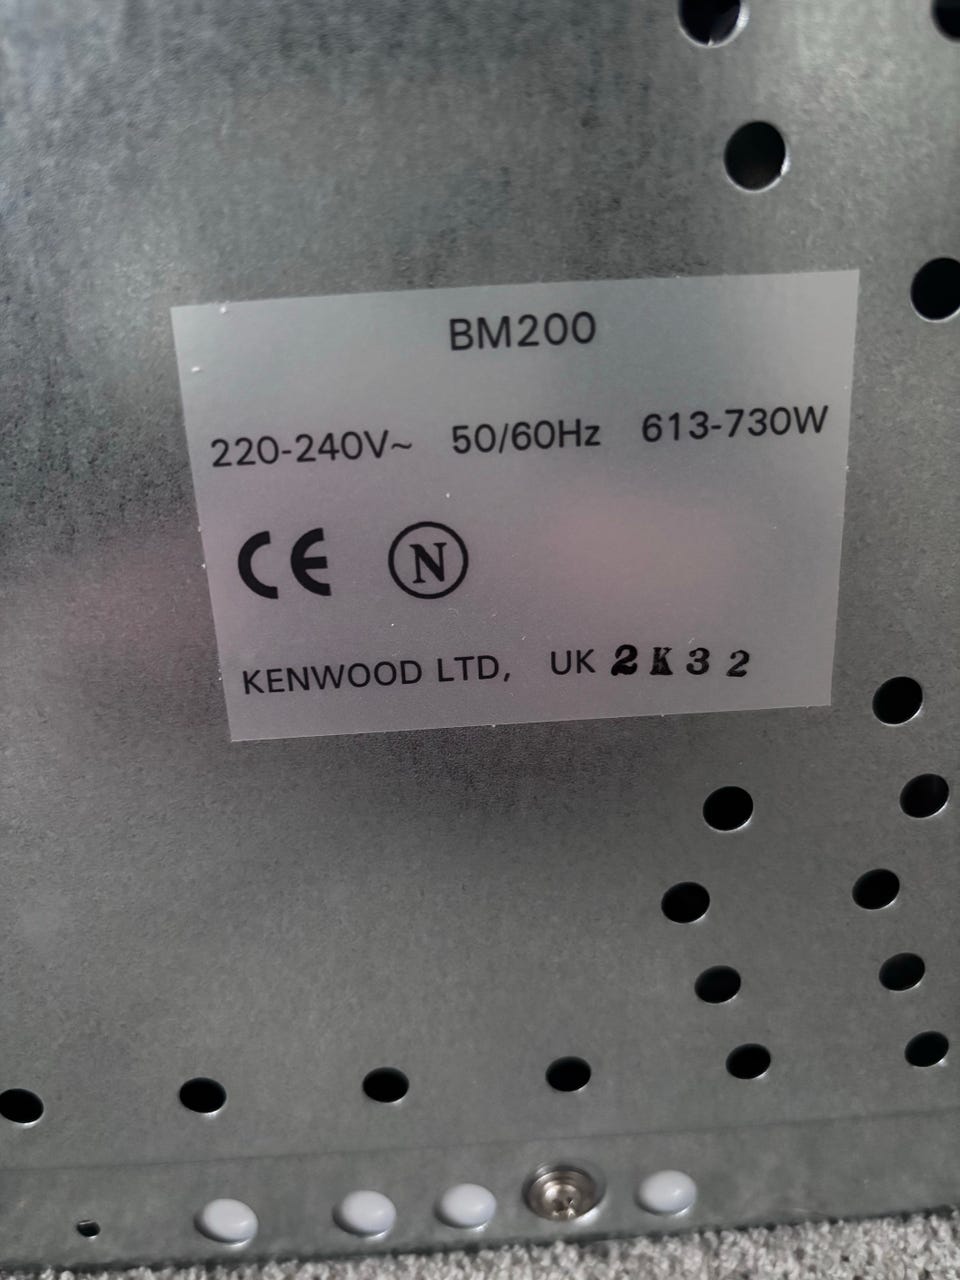 BM200
220-240V~ 50/60Hz 613-730W
CE N
KENWOOD LTD, UK 2K32